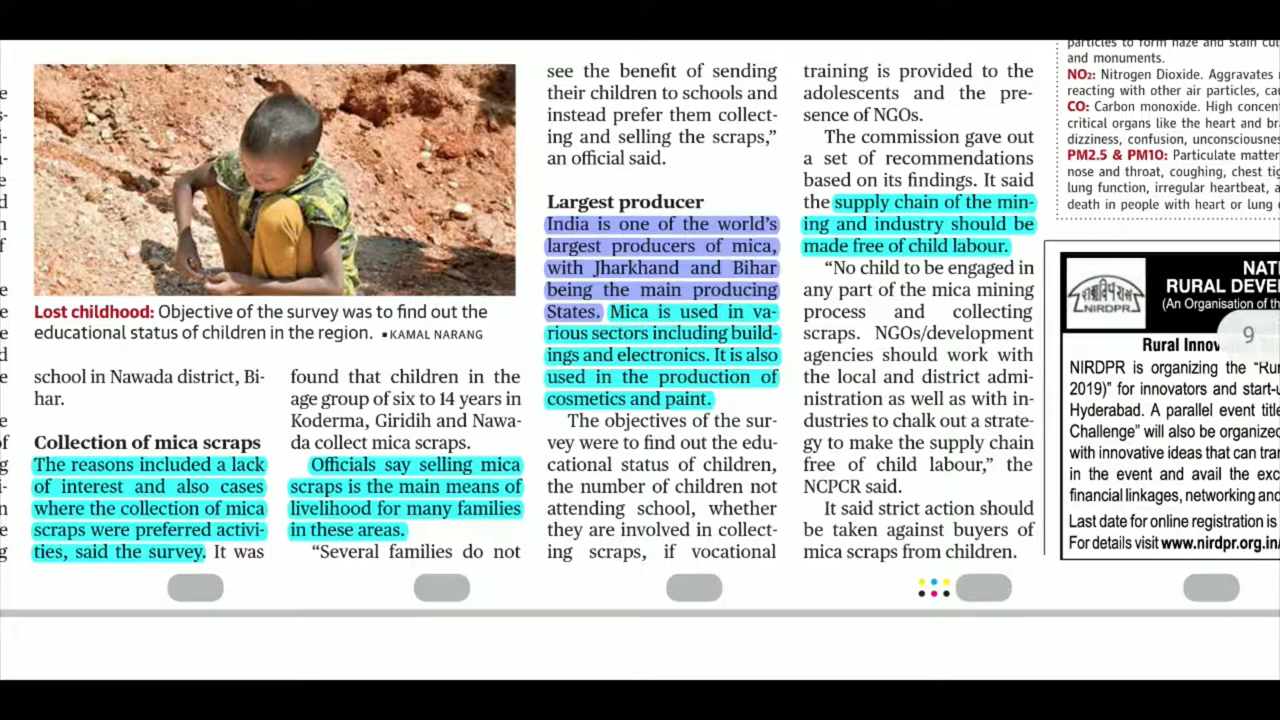 Lost childhood: Objective of the survey was to find out the
educational status of children in the region. ▪ KAMAL NARANG
school in Nawada district, Bi-
har.
Collection of mica scraps
The reasons included a lack
of interest and also cases
where the collection of mica
scraps were preferred activi-
ties, said the survey. It was
found that children in the
age group of six to 14 years in
Koderma, Giridih and Nawa-
da collect mica scraps.
Officials say selling mica
scraps is the main means of
livelihood for many families
in these areas.
“Several families do not
see the benefit of sending
their children to schools and
instead prefer them collect-
ing and selling the scraps,”
an official said.
Largest producer
India is one of the world’s
largest producers of mica,
with Jharkhand and Bihar
being the main producing
States. Mica is used in va-
rious sectors including build-
ings and electronics. It is also
used in the production of
cosmetics and paint.
The objectives of the sur-
vey were to find out the edu-
cational status of children,
the number of children not
attending school, whether
they are involved in collect-
ing scraps, if vocational
training is provided to the
adolescents and the pre-
sence of NGOs.
The commission gave out
a set of recommendations
based on its findings. It said
the supply chain of the min-
ing and industry should be
made free of child labour.
“No child to be engaged in
any part of the mica mining
process and collecting
scraps. NGOs/development
agencies should work with
the local and district admi-
nistration as well as with in-
dustries to chalk out a strate-
gy to make the supply chain
free of child labour,” the
NCPCR said.
It said strict action should
be taken against buyers of
mica scraps from children.
particles to form haze and stain
and monuments.
NO2: Nitrogen Dioxide. Aggravates
reacting with other air particles,
CO: Carbon monoxide. High
critical organs like the heart and
dizziness, confusion,
PM2.5 & PM10: Particulate matter
nose and throat, coughing, chest
lung function, irregular heartbeat,
death in people with heart or lung
NIRDPR
RURAL
(An Organisation of
9
Rural
NIRDPR is organizing the
2019)” for innovators and
Hyderabad. A parallel event
Challenge” will also be
with innovative ideas that can
in the event and avail the
financial linkages, networking
Last date for online registration is
For details visit www.nirdpr.org.in